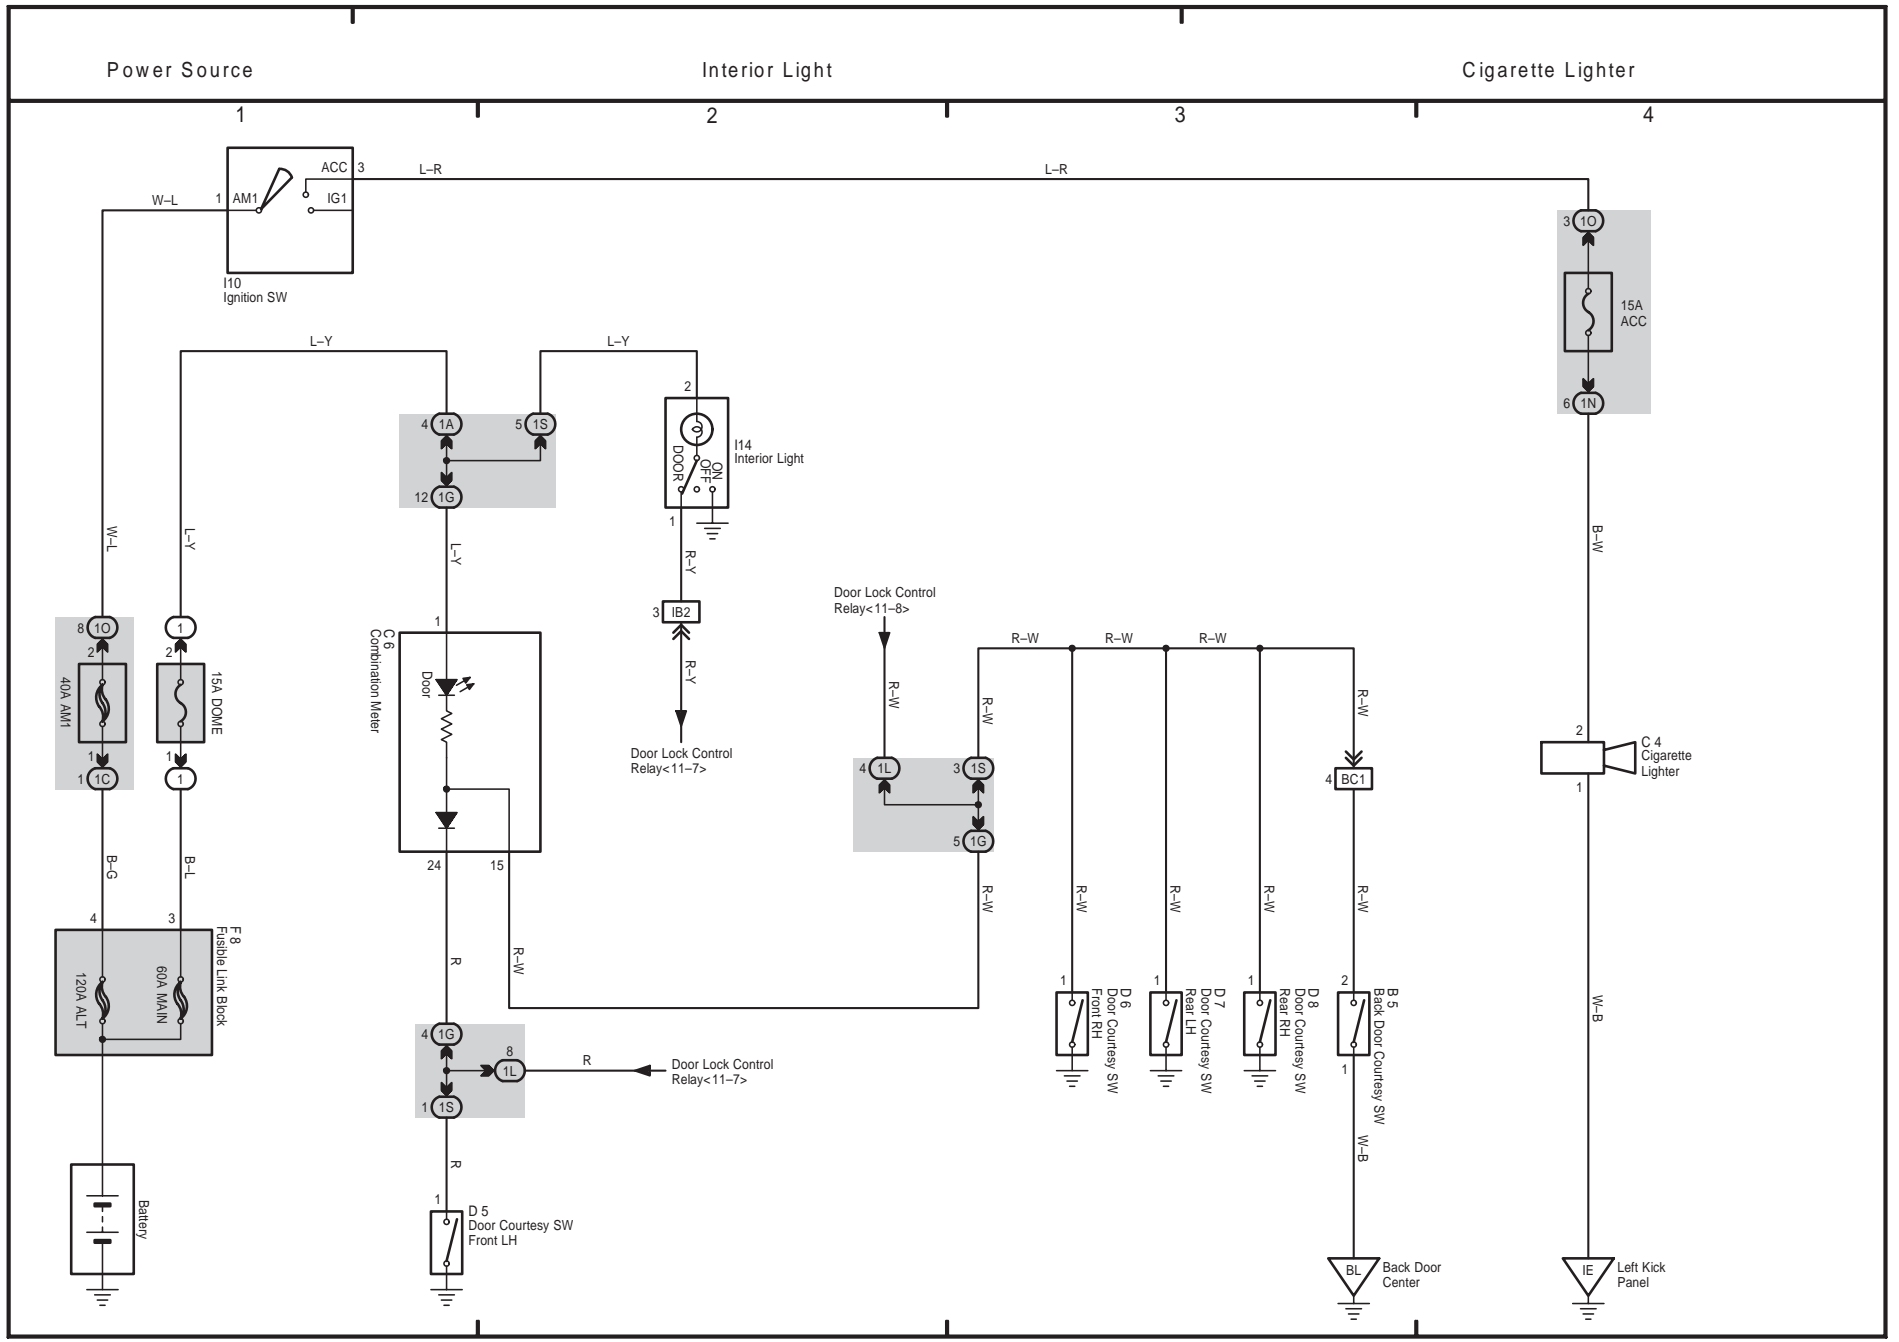 Power Source
Interior Light
Cigarette Lighter
1
2
3
4
ACC
3
L–R
L–R
W–L
1
AM1
IG1
I10
Ignition SW
3
1O
15A
ACC
6
1N
L–Y
L–Y
2
4
1A
5
1S
12
1G
DOOR
OFF
ON
I14
Interior Light
1
W–L
L–Y
L–Y
R–Y
B–W
3
IB2
Door Lock Control
Relay<11–8>
8
1O
1
2
2
40A AM1
15A DOME
1
1
1
1C
1
1
C 6
Combination Meter
Door
R–Y
Door Lock Control
Relay<11–7>
R–W
R–W
R–W
R–W
R–W
R–W
4
1L
3
1S
5
1G
4
BC1
2
C 4
Cigarette
Lighter
1
24
15
B–G
B–L
R–W
R–W
R–W
R–W
R–W
4
3
F 8
Fusible Link Block
120A ALT
60A MAIN
R
R–W
1
D 6
Door Courtesy SW
Front RH
1
D 7
Door Courtesy SW
Rear LH
1
D 8
Door Courtesy SW
Rear RH
2
B 5
Back Door Courtesy SW
1
W–B
4
1G
8
1L
R
Door Lock Control
Relay<11–7>
1
1S
R
W–B
1
D 5
Door Courtesy SW
Front LH
Battery
BL
Back Door
Center
IE
Left Kick
Panel